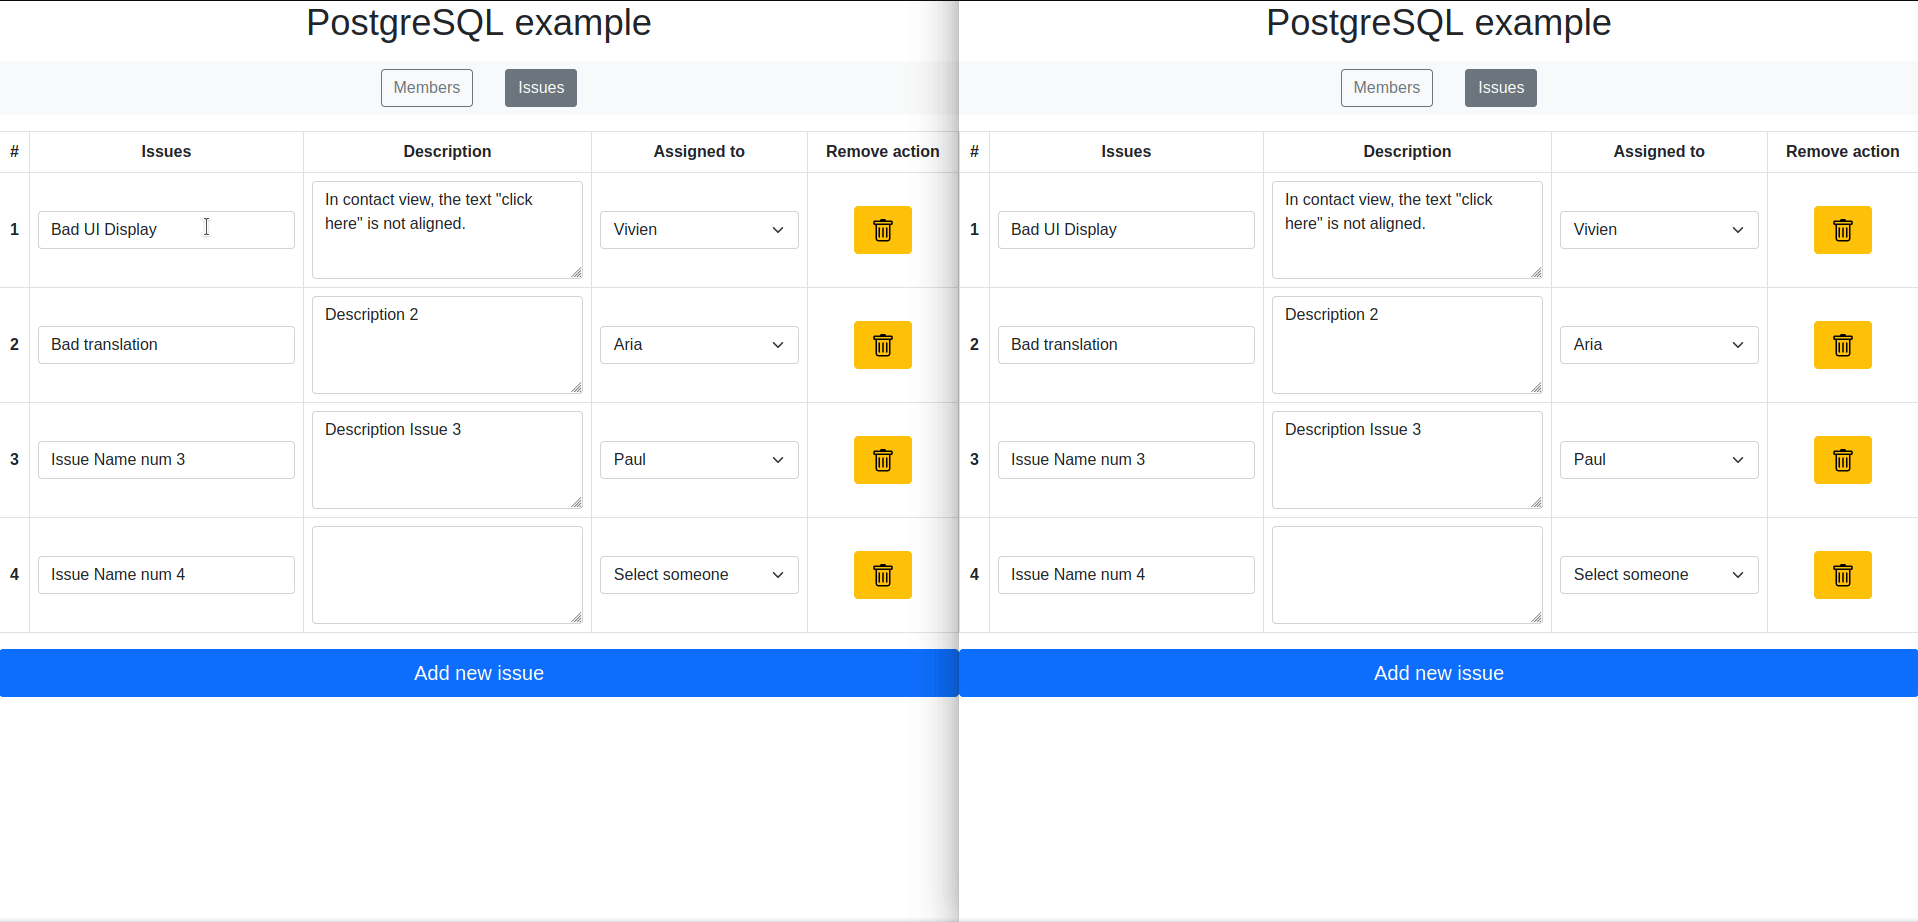 PostgreSQL example
Members Issues
# Issues Description Assigned to Remove action
1 Bad UI Display In contact view, the text "click
here" is not aligned. Vivien
2 Bad translation Description 2 Aria
3 Issue Name num 3 Description Issue 3 Paul
4 Issue Name num 4 Select someone
Add new issue
PostgreSQL example
Members Issues
# Issues Description Assigned to Remove action
1 Bad UI Display In contact view, the text "click
here" is not aligned. Vivien
2 Bad translation Description 2 Aria
3 Issue Name num 3 Description Issue 3 Paul
4 Issue Name num 4 Select someone
Add new issue